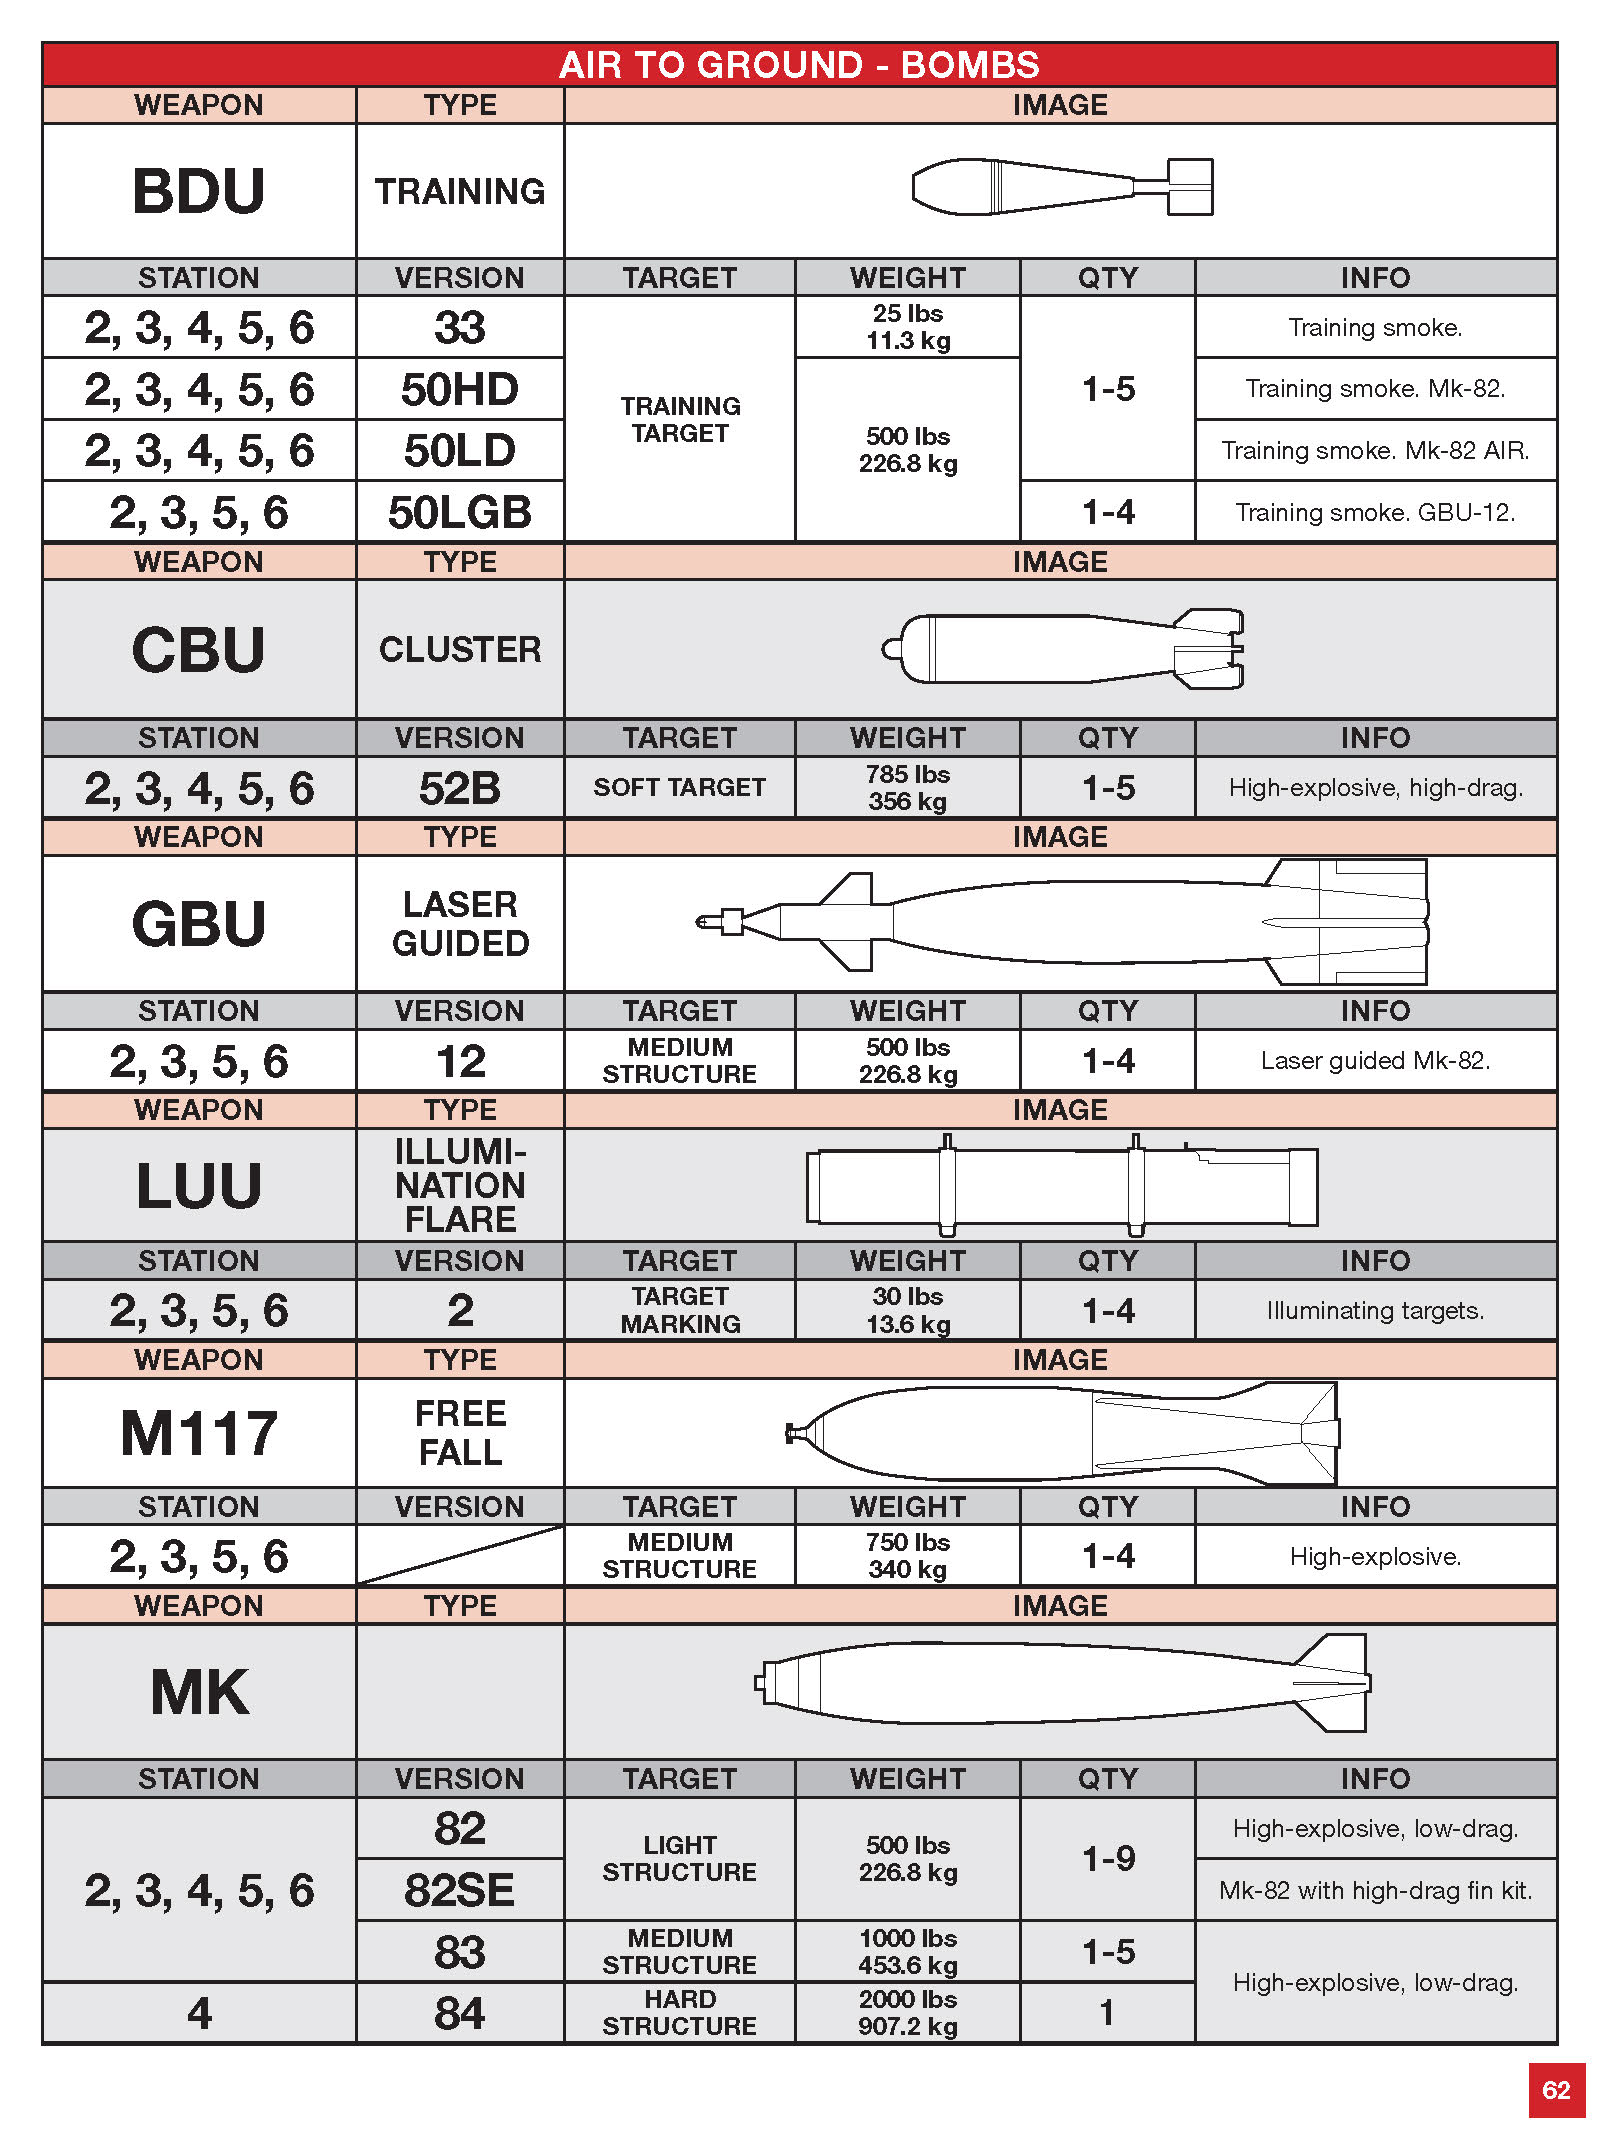 AIR TO GROUND - BOMBS
WEAPON TYPE IMAGE
BDU TRAINING
STATION VERSION TARGET WEIGHT QTY INFO
2, 3, 4, 5, 6 33 TRAINING TARGET 25 lbs 11.3 kg 1-5 Training smoke.
2, 3, 4, 5, 6 50HD 500 lbs 226.8 kg Training smoke. Mk-82.
2, 3, 4, 5, 6 50LD Training smoke. Mk-82 AIR.
2, 3, 5, 6 50LGB 1-4 Training smoke. GBU-12.
WEAPON TYPE IMAGE
CBU CLUSTER
STATION VERSION TARGET WEIGHT QTY INFO
2, 3, 4, 5, 6 52B SOFT TARGET 785 lbs 356 kg 1-5 High-explosive, high-drag.
WEAPON TYPE IMAGE
GBU LASER GUIDED
STATION VERSION TARGET WEIGHT QTY INFO
2, 3, 5, 6 12 MEDIUM STRUCTURE 500 lbs 226.8 kg 1-4 Laser guided Mk-82.
WEAPON TYPE IMAGE
LUU ILLUMI- NATION FLARE
STATION VERSION TARGET WEIGHT QTY INFO
2, 3, 5, 6 2 TARGET MARKING 30 lbs 13.6 kg 1-4 Illuminating targets.
WEAPON TYPE IMAGE
M117 FREE FALL
STATION VERSION TARGET WEIGHT QTY INFO
2, 3, 5, 6 MEDIUM STRUCTURE 750 lbs 340 kg 1-4 High-explosive.
WEAPON TYPE IMAGE
MK
STATION VERSION TARGET WEIGHT QTY INFO
2, 3, 4, 5, 6 82 LIGHT STRUCTURE 500 lbs 226.8 kg 1-9 High-explosive, low-drag.
82SE Mk-82 with high-drag fin kit.
83 MEDIUM STRUCTURE 1000 lbs 453.6 kg 1-5 High-explosive, low-drag.
4 84 HARD STRUCTURE 2000 lbs 907.2 kg 1
62